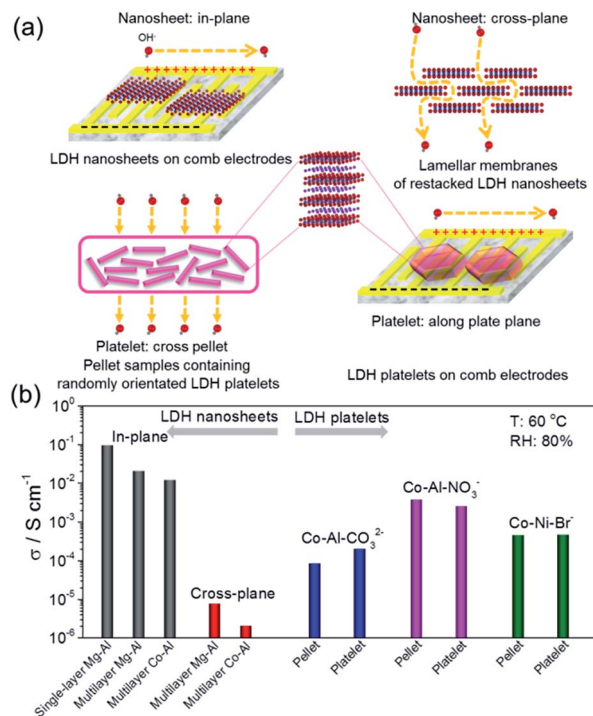 (a)
Nanosheet: in-plane
Nanosheet: cross-plane
OH-
+ + + + + + + + + + +
LDH nanosheets on comb electrodes
Lamellar membranes
of restacked LDH nanosheets
+ + + + + + + + + + +
Platelet: cross pellet
Pellet samples containing
randomly orientated LDH platelets
Platelet: along plate plane
LDH platelets on comb electrodes
(b)
10⁰
10⁻¹
10⁻²
10⁻³
10⁻⁴
10⁻⁵
10⁻⁶
σ / S cm⁻¹
LDH nanosheets
LDH platelets
T: 60 °C
RH: 80%
In-plane
Cross-plane
Co-Al-CO₃²⁻
Co-Al-NO₃⁻
Co-Ni-Br⁻
Single-layer Mg-Al
Multilayer Mg-Al
Multilayer Co-Al
Multilayer Mg-Al
Multilayer Co-Al
Pellet
Platelet
Pellet
Platelet
Pellet
Platelet